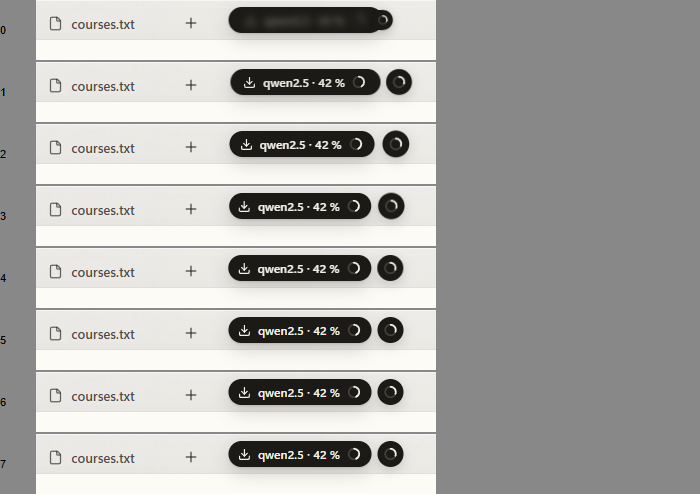 0 courses.txt
1 courses.txt qwen2.5 · 42 %
2 courses.txt qwen2.5 · 42 %
3 courses.txt qwen2.5 · 42 %
4 courses.txt qwen2.5 · 42 %
5 courses.txt qwen2.5 · 42 %
6 courses.txt qwen2.5 · 42 %
7 courses.txt qwen2.5 · 42 %